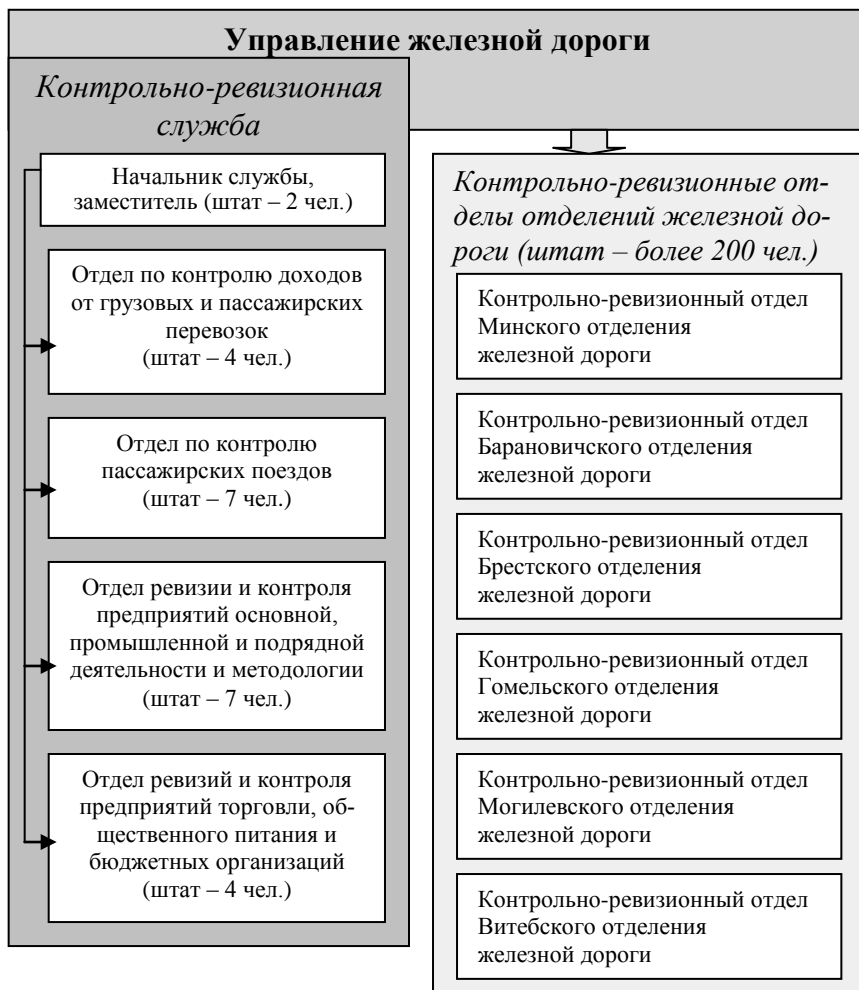 Управление железной дороги
Контрольно-ревизионная
служба
Начальник службы,
заместитель (штат – 2 чел.)
Отдел по контролю доходов
от грузовых и пассажирских
перевозок
(штат – 4 чел.)
Отдел по контролю
пассажирских поездов
(штат – 7 чел.)
Отдел ревизии и контроля
предприятий основной,
промышленной и подрядной
деятельности и методологии
(штат – 7 чел.)
Отдел ревизий и контроля
предприятий торговли, об-
щественного питания и
бюджетных организаций
(штат – 4 чел.)
Контрольно-ревизионные от-
делы отделений железной до-
роги (штат – более 200 чел.)
Контрольно-ревизионный отдел
Минского отделения
железной дороги
Контрольно-ревизионный отдел
Барановичского отделения
железной дороги
Контрольно-ревизионный отдел
Брестского отделения
железной дороги
Контрольно-ревизионный отдел
Гомельского отделения
железной дороги
Контрольно-ревизионный отдел
Могилевского отделения
железной дороги
Контрольно-ревизионный отдел
Витебского отделения
железной дороги